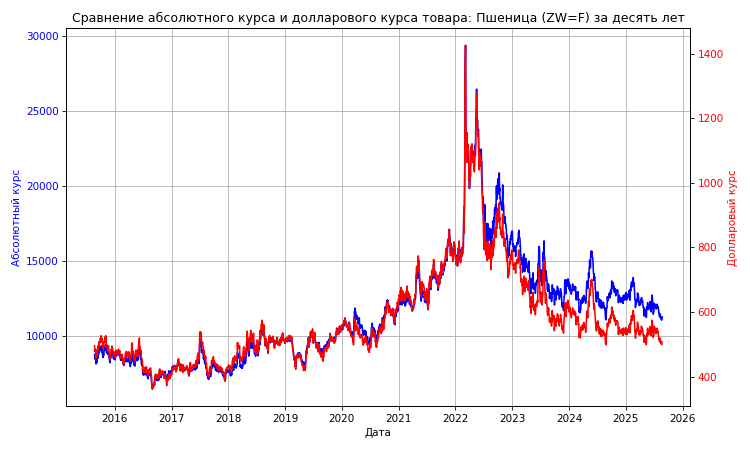 Сравнение абсолютного курса и долларового курса товара: Пшеница (ZW=F) за десять лет
30000
25000
20000
15000
10000
Абсолютный курс
1400
1200
1000
800
600
400
Долларовый курс
2016 2017 2018 2019 2020 2021 2022 2023 2024 2025 2026
Дата